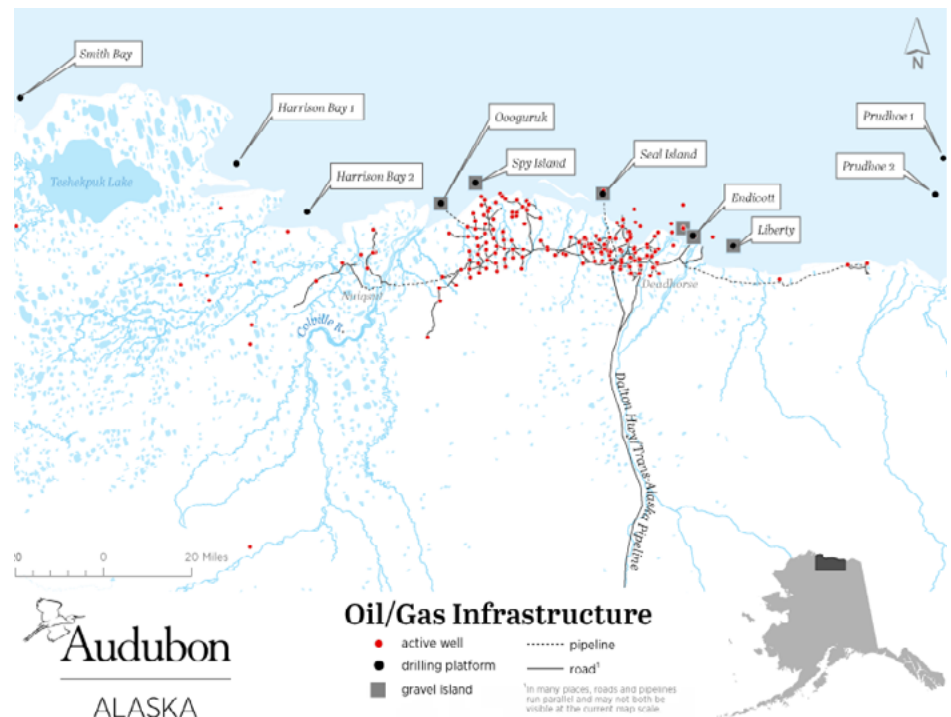 Smith Bay
Harrison Bay 1
Oooguruk
Spy Island
Seal Island
Prudhoe 1
N
Teshekpuk Lake
Harrison Bay 2
Endicott
Prudhoe 2
Liberty
Nuiqsut
Deadhorse
Colville R.
Dalton Hwy/Trans-Alaska Pipeline
20 0 20 Miles
Audubon
ALASKA
Oil/Gas Infrastructure
active well
drilling platform
gravel island
pipeline
road¹
¹In many places, roads and pipelines
run parallel and may not both be
visible at the current map scale.